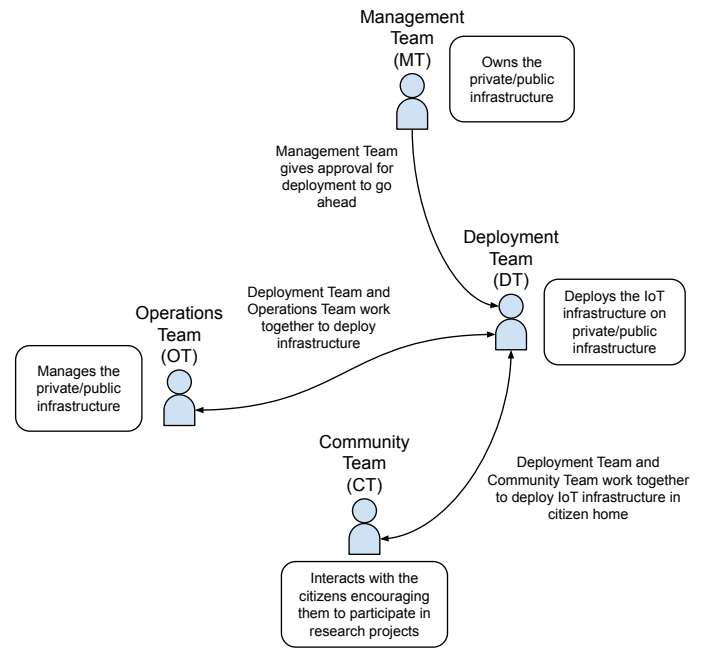 Management
Team
(MT)
Owns the
private/public
infrastructure
Management Team
gives approval for
deployment to go
ahead
Deployment
Team
(DT)
Deploys the IoT
infrastructure on
private/public
infrastructure
Deployment Team and
Operations Team work
together to deploy
infrastructure
Operations
Team
(OT)
Manages the
private/public
infrastructure
Community
Team
(CT)
Deployment Team and
Community Team work together
to deploy IoT infrastructure in
citizen home
Interacts with the
citizens encouraging
them to participate in
research projects